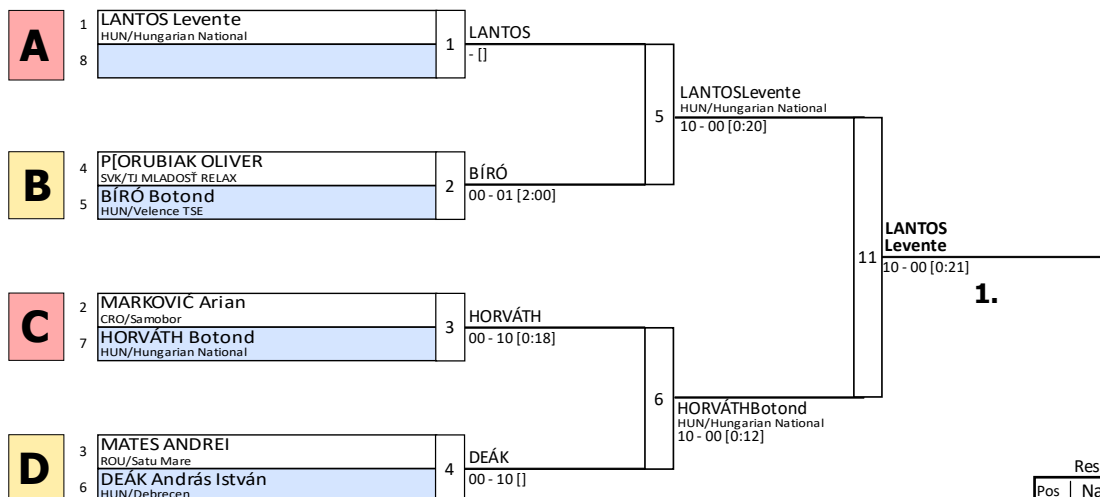 A
1
LANTOS Levente
HUN/Hungarian National
8
1
LANTOS
- []
B
4
P[ORUBIAK OLIVER
SVK/TJ MLADOSŤ RELAX
5
BÍRÓ Botond
HUN/Velence TSE
2
BÍRÓ
00 - 01 [2:00]
5
LANTOSLevente
HUN/Hungarian National
10 - 00 [0:20]
C
2
MARKOVIĆ Arian
CRO/Samobor
7
HORVÁTH Botond
HUN/Hungarian National
3
HORVÁTH
00 - 10 [0:18]
D
3
MATES ANDREI
ROU/Satu Mare
6
DEÁK András István
HUN/Debrecen
4
DEÁK
00 - 10 []
6
HORVÁTHBotond
HUN/Hungarian National
10 - 00 [0:12]
11
LANTOS
Levente
10 - 00 [0:21]
1.
Res
Pos Na